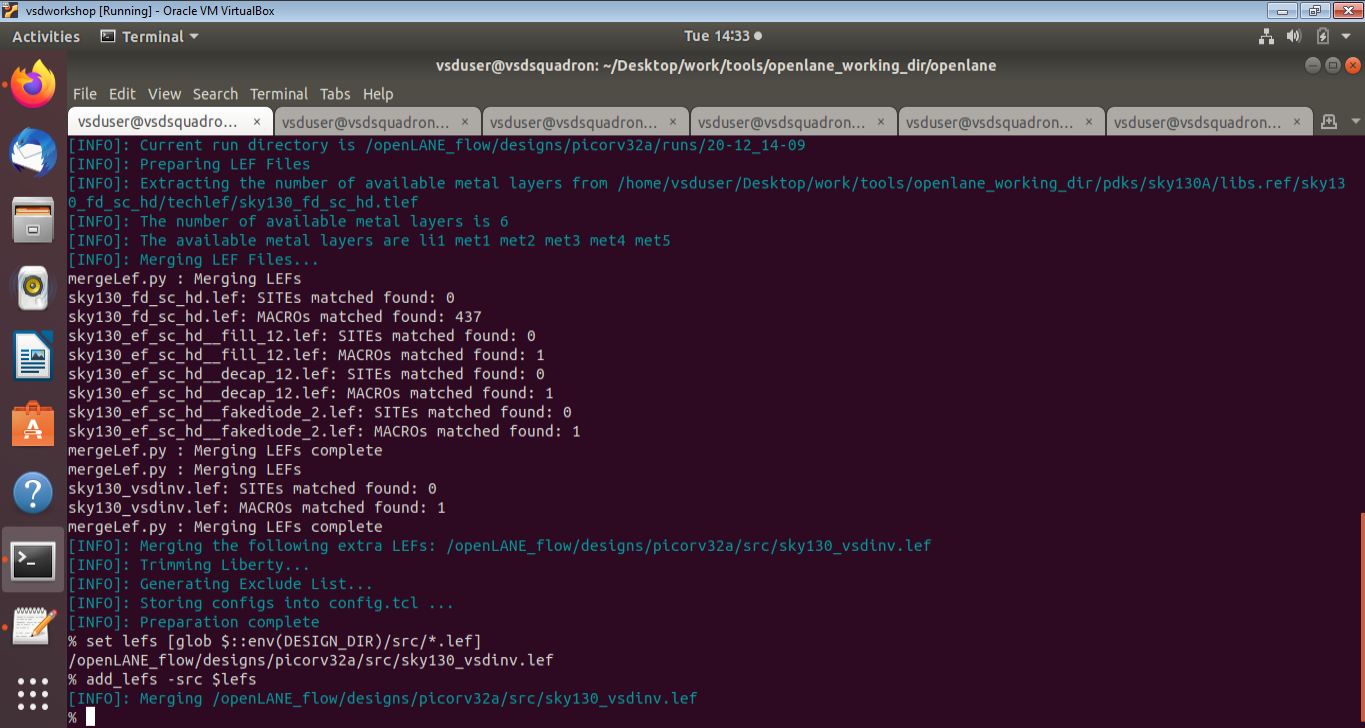 vsdworkshop [Running] - Oracle VM VirtualBox
Activities Terminal Tue 14:33
vsduser@vsdsquadron: ~/Desktop/work/tools/openlane_working_dir/openlane
File Edit View Search Terminal Tabs Help
vsduser@vsdsquadro... × vsduser@vsdsquadron... × vsduser@vsdsquadron... × vsduser@vsdsquadron... × vsduser@vsdsquadron... × vsduser@vsdsquadron... ×
[INFO]: Current run directory is /openLANE_flow/designs/picorv32a/runs/20-12_14-09
[INFO]: Preparing LEF Files
[INFO]: Extracting the number of available metal layers from /home/vsduser/Desktop/work/tools/openlane_working_dir/pdks/sky130A/libs.ref/sky13
0_fd_sc_hd/techlef/sky130_fd_sc_hd.tlef
[INFO]: The number of available metal layers is 6
[INFO]: The available metal layers are li1 met1 met2 met3 met4 met5
[INFO]: Merging LEF Files...
mergeLef.py : Merging LEFs
sky130_fd_sc_hd.lef: SITEs matched found: 0
sky130_fd_sc_hd.lef: MACROs matched found: 437
sky130_ef_sc_hd__fill_12.lef: SITEs matched found: 0
sky130_ef_sc_hd__fill_12.lef: MACROs matched found: 1
sky130_ef_sc_hd__decap_12.lef: SITEs matched found: 0
sky130_ef_sc_hd__decap_12.lef: MACROs matched found: 1
sky130_ef_sc_hd__fakediode_2.lef: SITEs matched found: 0
sky130_ef_sc_hd__fakediode_2.lef: MACROs matched found: 1
mergeLef.py : Merging LEFs complete
mergeLef.py : Merging LEFs
sky130_vsdinv.lef: SITEs matched found: 0
sky130_vsdinv.lef: MACROs matched found: 1
mergeLef.py : Merging LEFs complete
[INFO]: Merging the following extra LEFs: /openLANE_flow/designs/picorv32a/src/sky130_vsdinv.lef
[INFO]: Trimming Liberty...
[INFO]: Generating Exclude List...
[INFO]: Storing configs into config.tcl ...
[INFO]: Preparation complete
% set lefs [glob $::env(DESIGN_DIR)/src/*.lef]
/openLANE_flow/designs/picorv32a/src/sky130_vsdinv.lef
% add_lefs -src $lefs
[INFO]: Merging /openLANE_flow/designs/picorv32a/src/sky130_vsdinv.lef
%